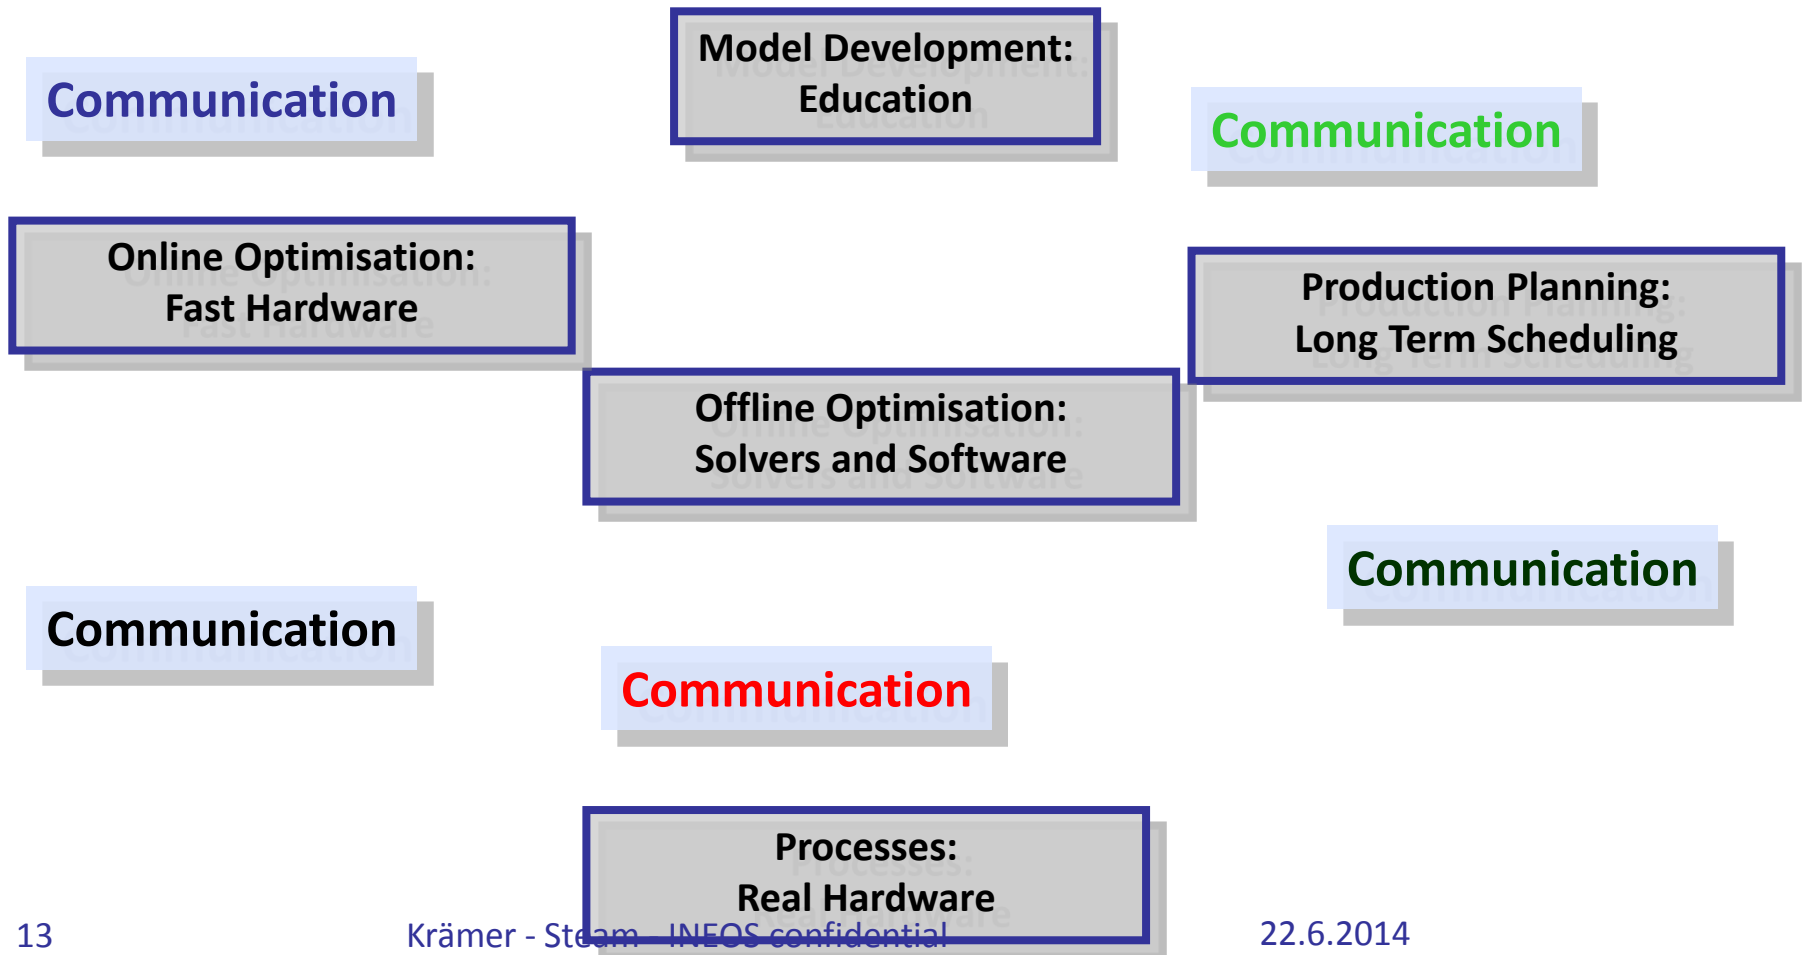 Model Development:
Education
Communication
Communication
Online Optimisation:
Fast Hardware
Production Planning:
Long Term Scheduling
Offline Optimisation:
Solvers and Software
Communication
Communication
Communication
Processes:
Real Hardware
13
Krämer - Steam - INEOS confidential
22.6.2014